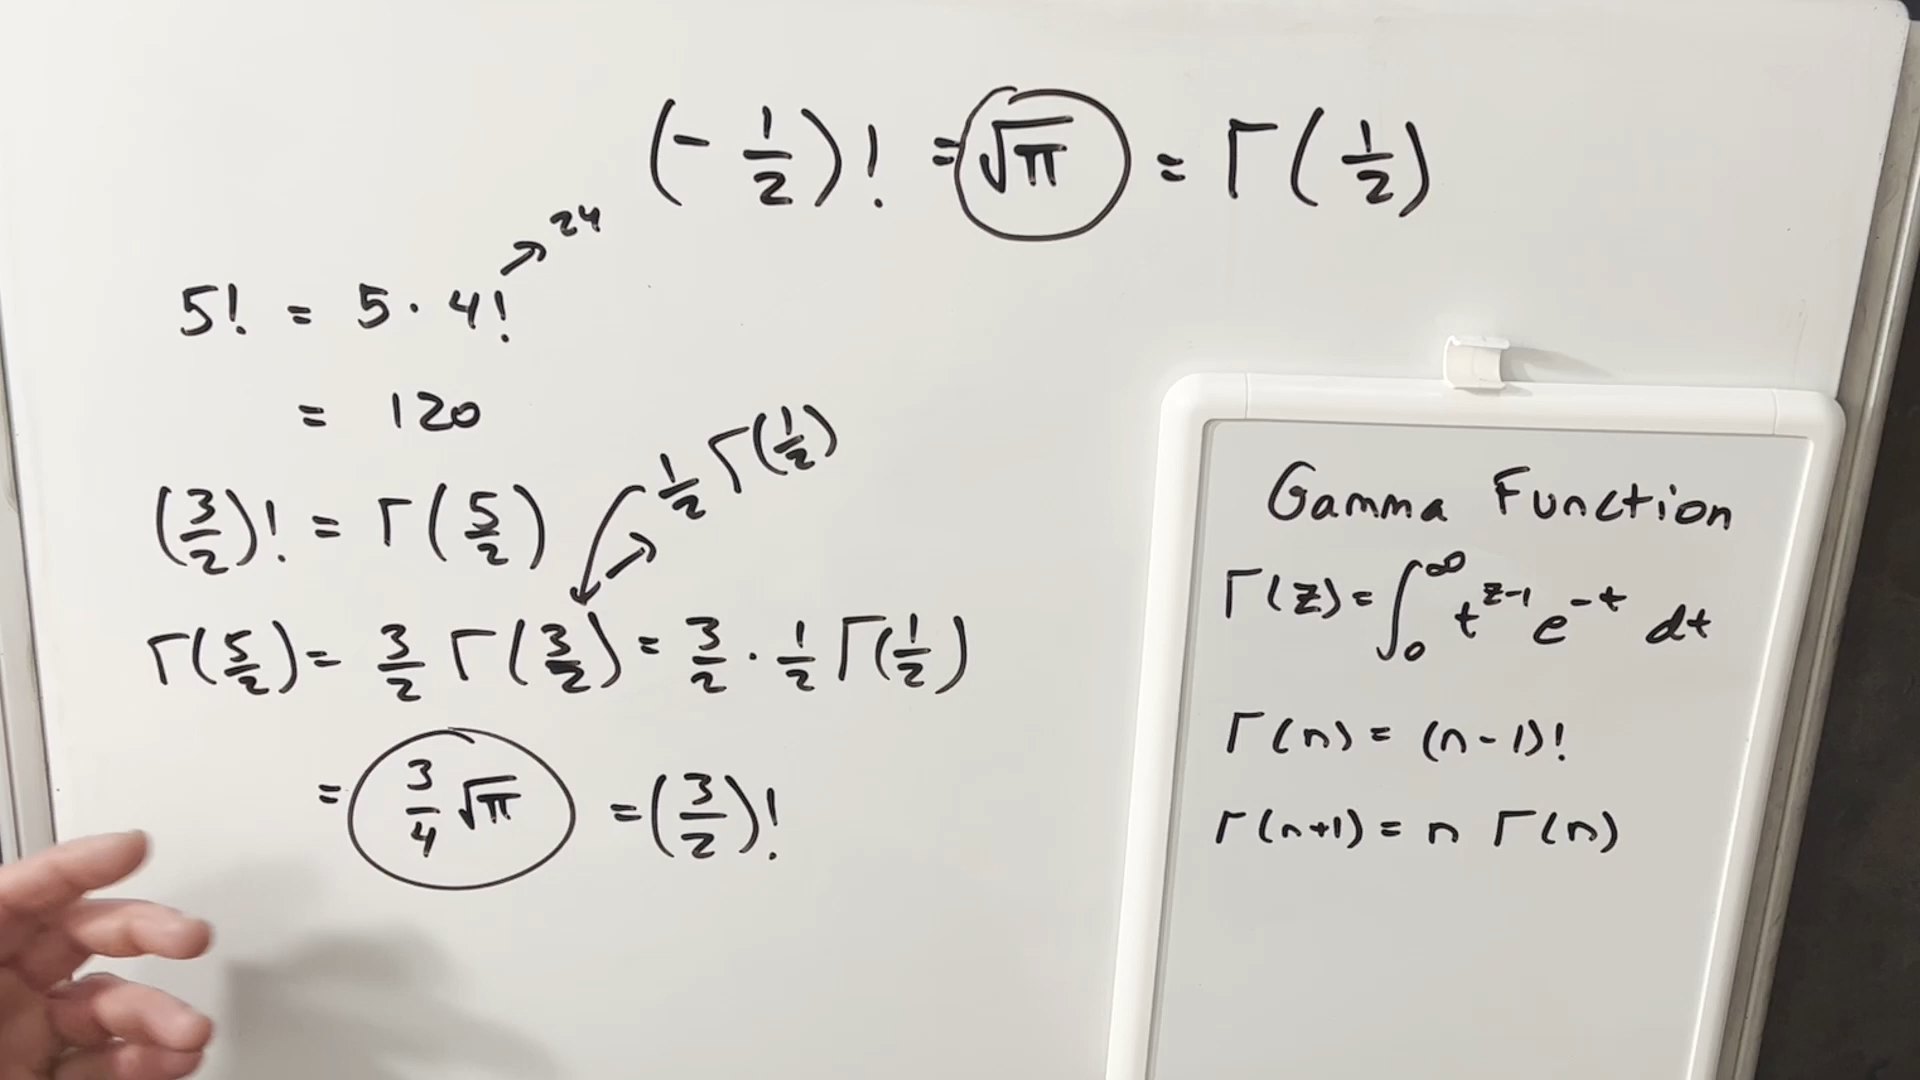 (- 1/2)! = √π = Γ(1/2)
24
5! = 5 · 4!
= 120
1/2 Γ(1/2)
(3/2)! = Γ(5/2)
Γ(5/2) = 3/2 Γ(3/2) = 3/2 · 1/2 Γ(1/2)
= 3/4 √π = (3/2)!
Gamma Function
Γ(z) = ∫₀^∞ t^(z-1) e^(-t) dt
Γ(n) = (n-1)!
Γ(n+1) = n Γ(n)